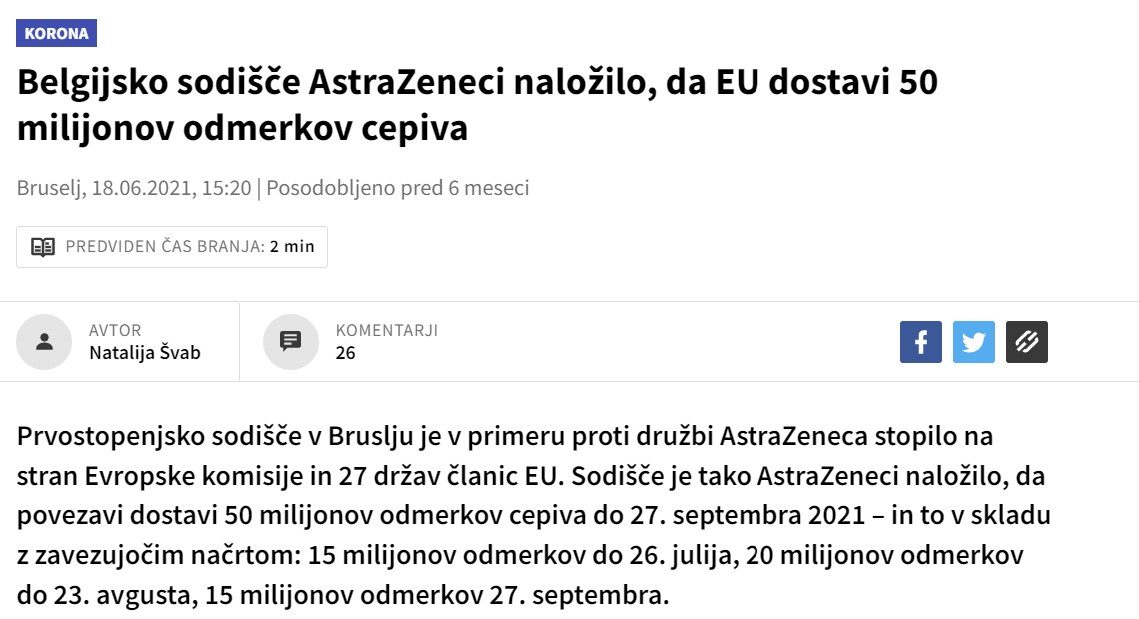 KORONA
Belgijsko sodišče AstraZeneci naložilo, da EU dostavi 50
milijonov odmerkov cepiva
Bruselj, 18.06.2021, 15:20 | Posodobljeno pred 6 meseci
PREDVIDEN ČAS BRANJA: 2 min
AVTOR
Natalija Švab
KOMENTARJI
26
Prvostopenjsko sodišče v Bruslju je v primeru proti družbi AstraZeneca stopilo na
stran Evropske komisije in 27 držav članic EU. Sodišče je tako AstraZeneci naložilo, da
povezavi dostavi 50 milijonov odmerkov cepiva do 27. septembra 2021 – in to v skladu
z zavezujočim načrtom: 15 milijonov odmerkov do 26. julija, 20 milijonov odmerkov
do 23. avgusta, 15 milijonov odmerkov 27. septembra.